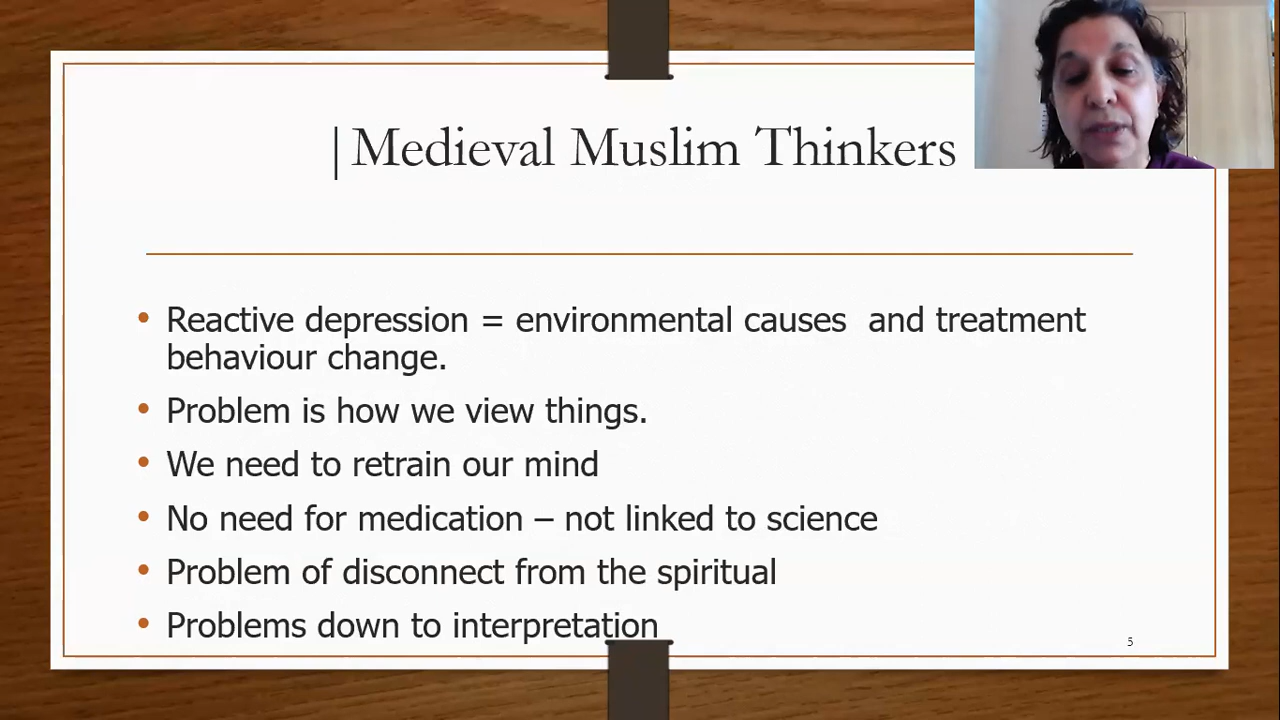 |Medieval Muslim Thinkers
• Reactive depression = environmental causes  and treatment
behaviour change.
• Problem is how we view things.
• We need to retrain our mind
• No need for medication – not linked to science
• Problem of disconnect from the spiritual
• Problems down to interpretation
5